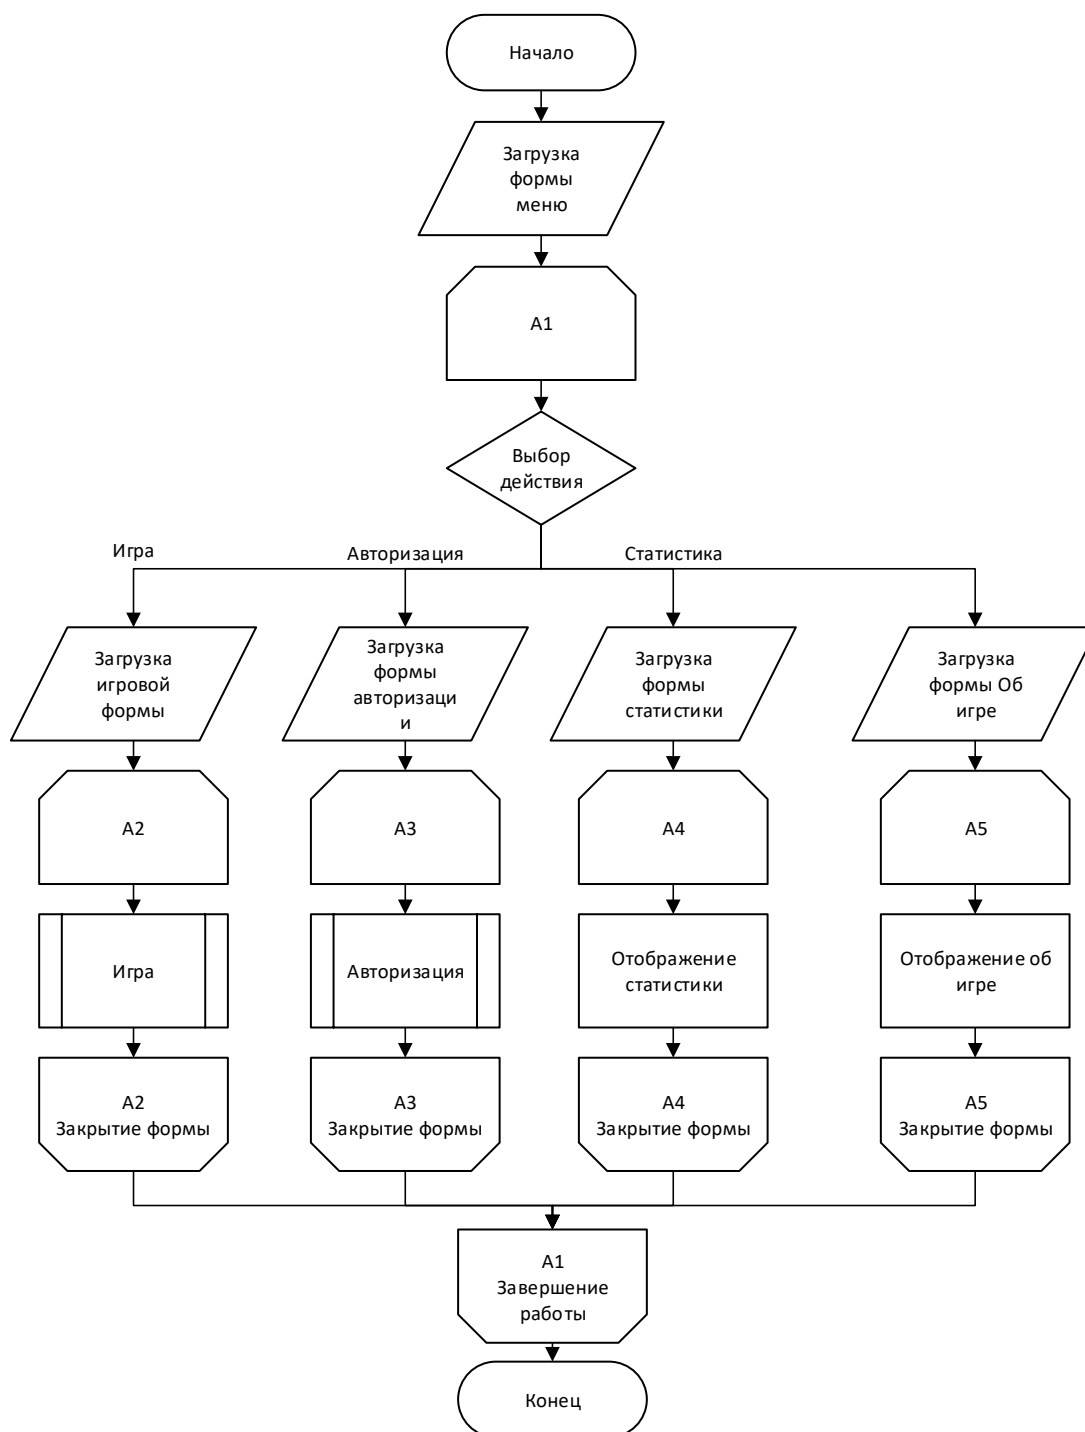 Начало
Загрузка
формы
меню
А1
Выбор
действия
Игра
Авторизация
Статистика
Загрузка
игровой
формы
Загрузка
формы
авторизаци
и
Загрузка
формы
статистики
Загрузка
формы Об
игре
А2
А3
А4
А5
Игра
Авторизация
Отображение
статистики
Отображение об
игре
А2
Закрытие формы
А3
Закрытие формы
А4
Закрытие формы
А5
Закрытие формы
А1
Завершение
работы
Конец